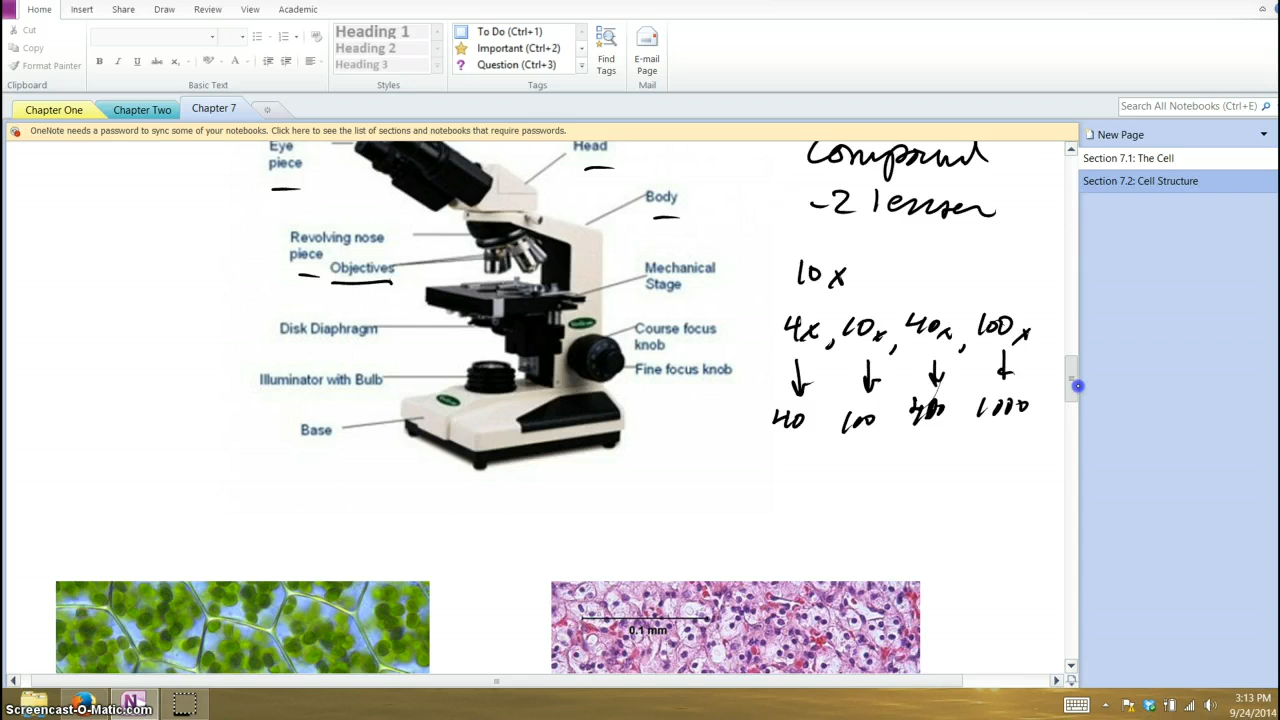 Home Insert Share Draw Review View Academic
Cut
Copy
Format Painter
Clipboard
B I U abc A
Basic Text
Heading 1
Heading 2
Heading 3
Styles
To Do (Ctrl+1)
Important (Ctrl+2)
Question (Ctrl+3)
Tags
Find
Tags
E-mail
Page
Mail
Chapter One Chapter Two Chapter 7
Search All Notebooks (Ctrl+E)
OneNote needs a password to sync some of your notebooks. Click here to see the list of sections and notebooks that require passwords.
New Page
Section 7.1: The Cell
Section 7.2: Cell Structure
Eye
piece
Head
Body
Revolving nose
piece
Objectives
Mechanical
Stage
Disk Diaphragm
Course focus
knob
Fine focus knob
Illuminator with Bulb
Base
Compound
-2 lenses
10x
4x, 10x, 40x, 100x
40 100 400 1000
0.1 mm
Screencast-O-Matic.com
3:13 PM
9/24/2014